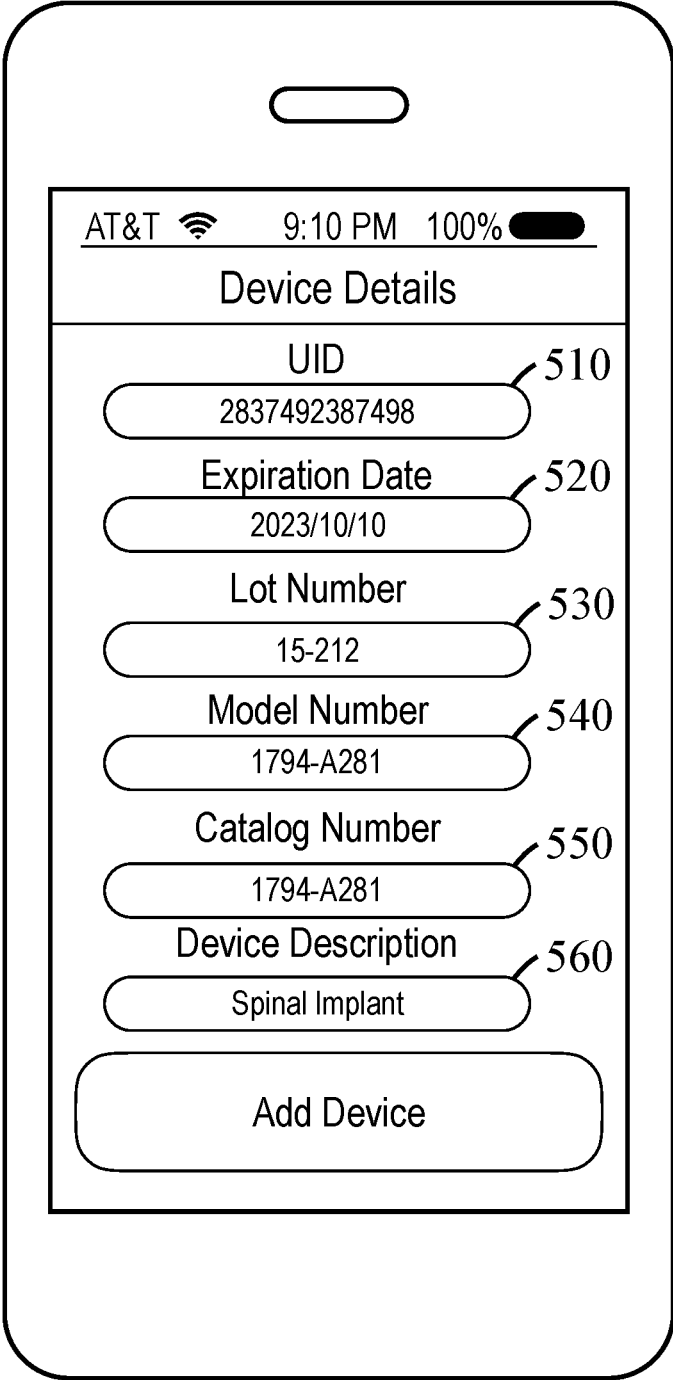 AT&T 9:10 PM 100%
Device Details
UID
510
2837492387498
Expiration Date
520
2023/10/10
Lot Number
530
15-212
Model Number
540
1794-A281
Catalog Number
550
1794-A281
Device Description
560
Spinal Implant
Add Device